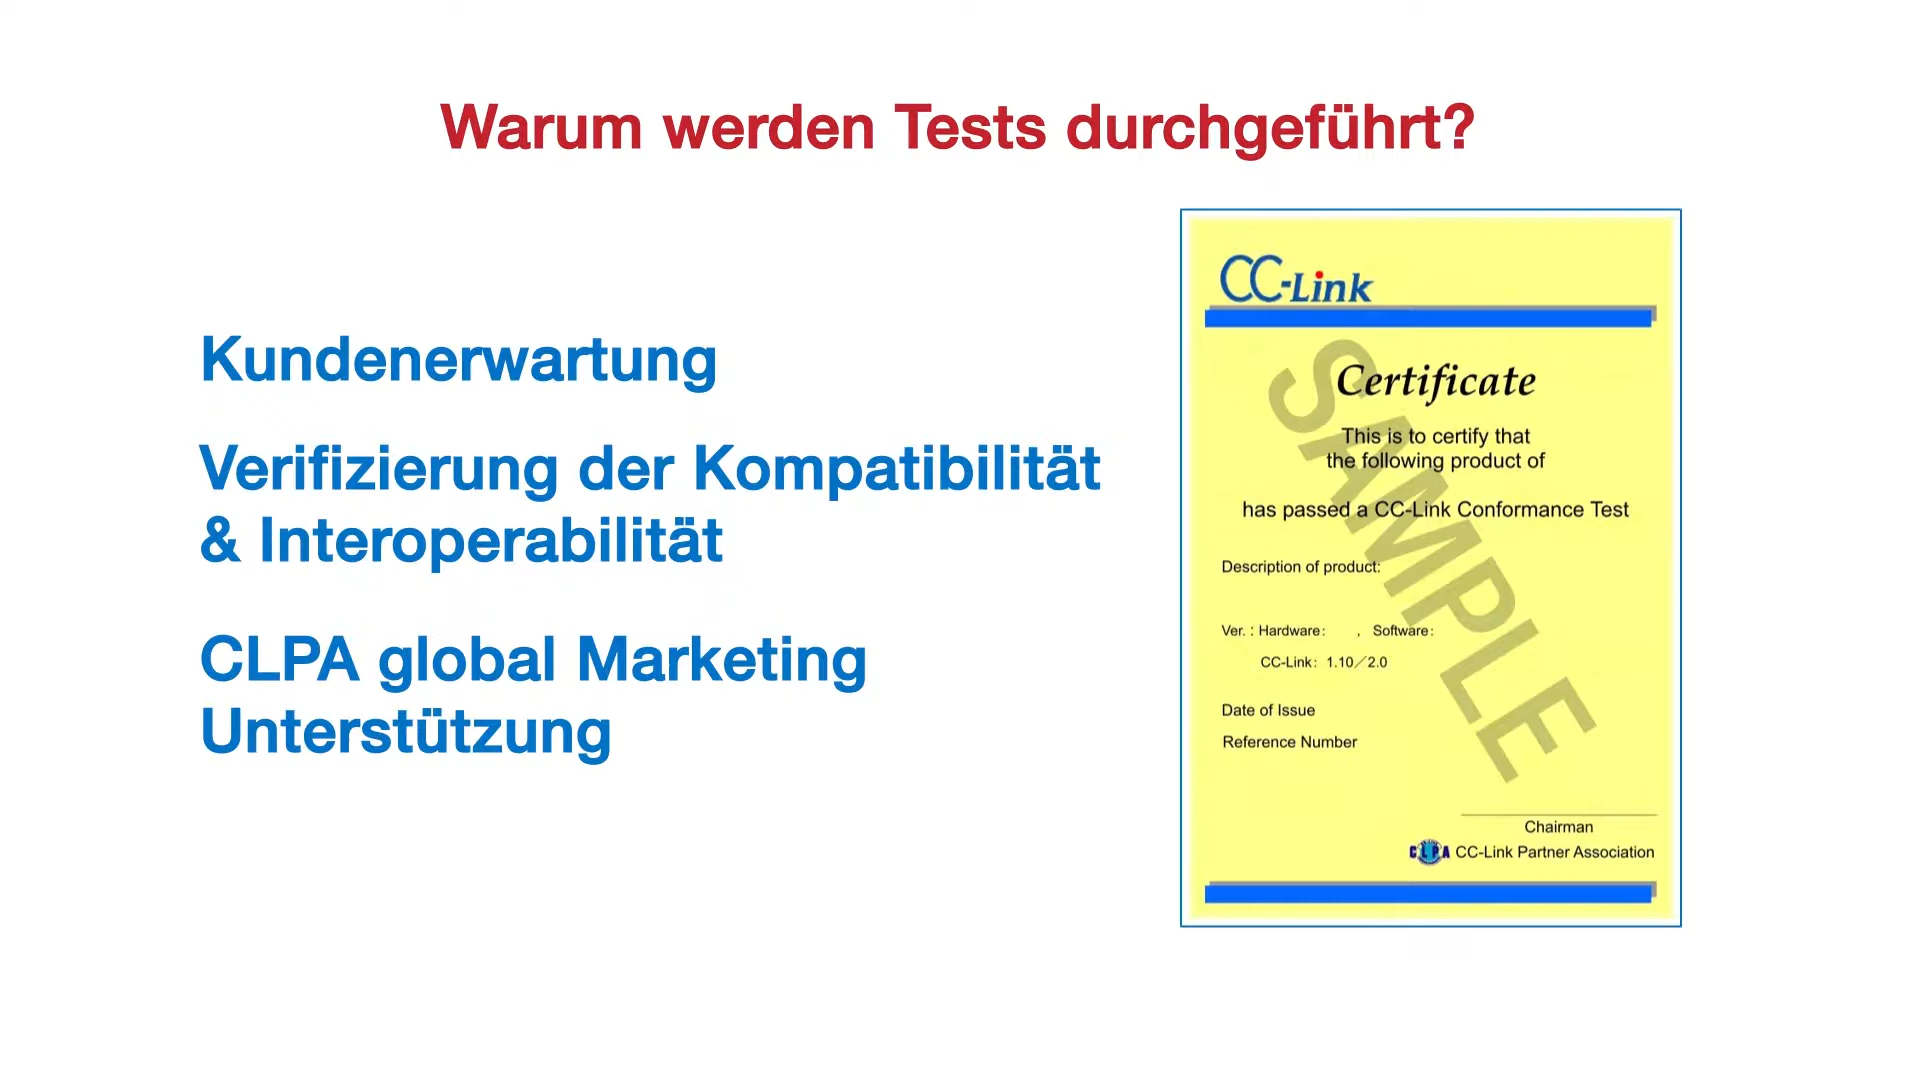 Warum werden Tests durchgeführt?
Kundenerwartung
Verifizierung der Kompatibilität
& Interoperabilität
CLPA global Marketing
Unterstützung
CC-Link
Certificate
This is to certify that
the following product of
has passed a CC-Link Conformance Test
Description of product:
Ver. : Hardware: , Software:
CC-Link: 1.10/2.0
Date of Issue
Reference Number
SAMPLE
Chairman
CLPA CC-Link Partner Association